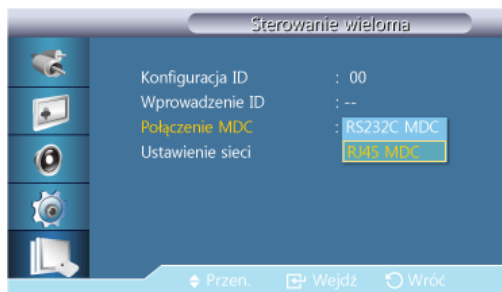 Sterowanie wieloma
Konfiguracja ID : 00
Wprowadzenie ID : --
Połączenie MDC : RS232C MDC
RJ45 MDC
Ustawienie sieci
Przen. Wejdź Wróć